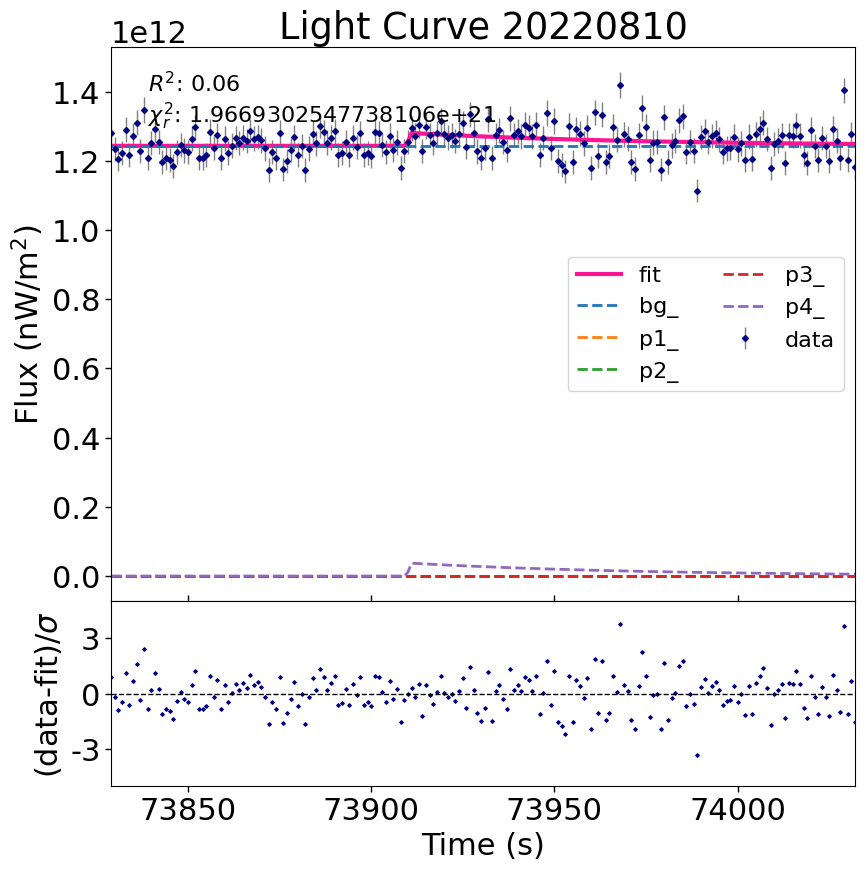 Light Curve 20220810
1e12
R²: 0.06
χ²ᵣ: 1.9669302547738106e+21
1.4
1.2
1.0
0.8
0.6
0.4
0.2
0.0
Flux (nW/m²)
fit
bg_
p1_
p2_
p3_
p4_
data
3
0
-3
(data-fit)/σ
73850 73900 73950 74000
Time (s)